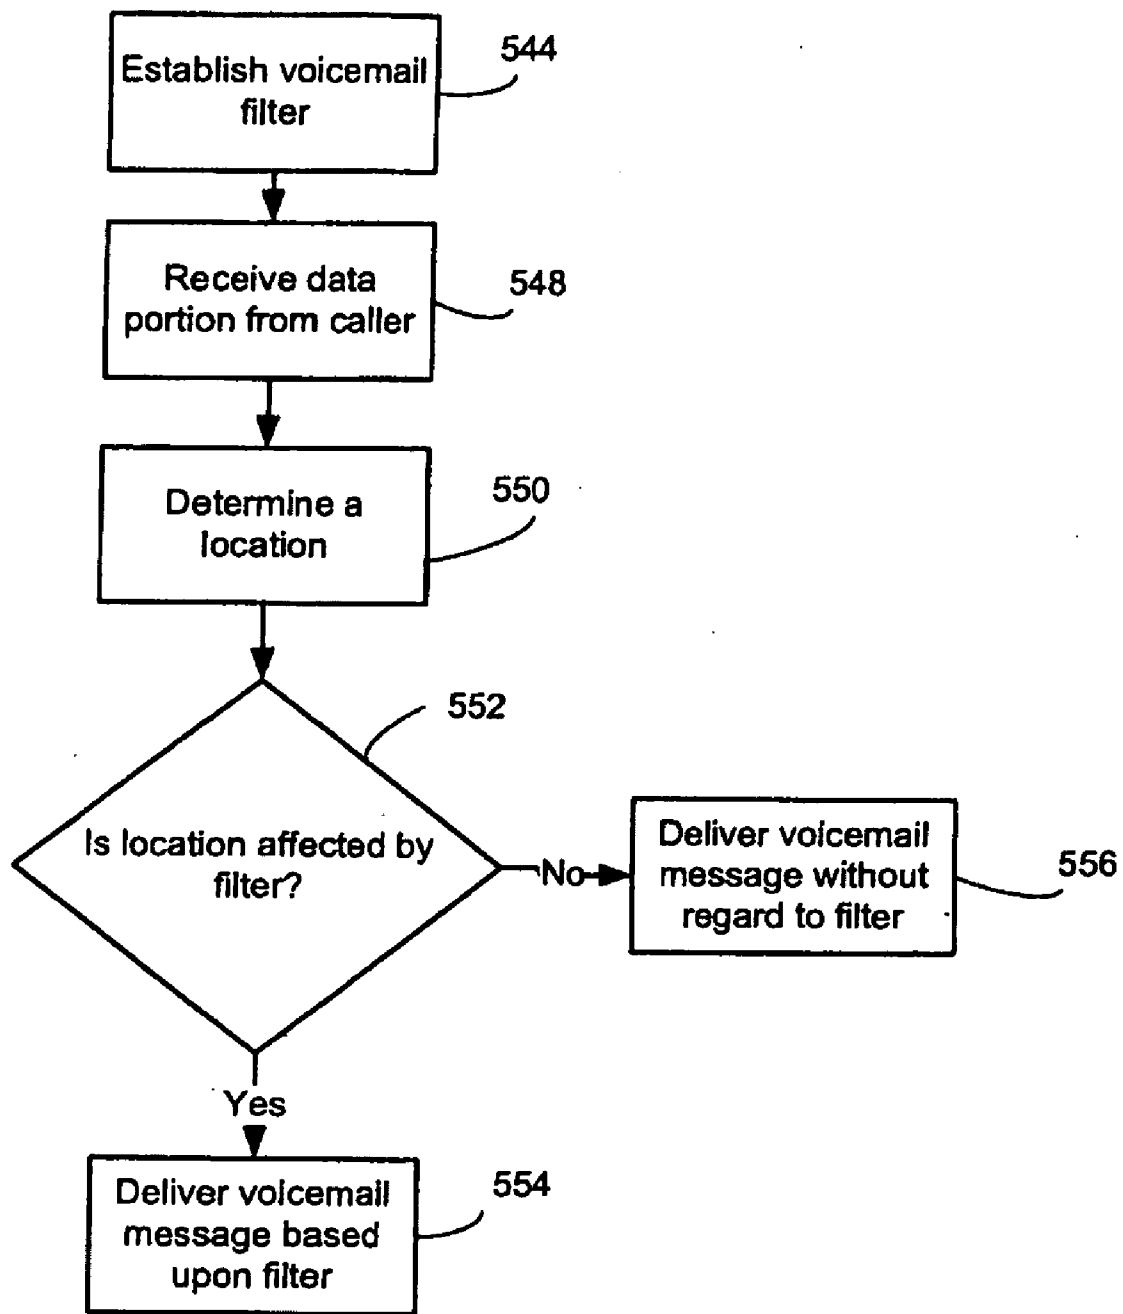 Establish voicemail
filter
544
Receive data
portion from caller
548
Determine a
location
550
552
Is location affected by
filter?
No
Deliver voicemail
message without
regard to filter
556
Yes
Deliver voicemail
message based
upon filter
554